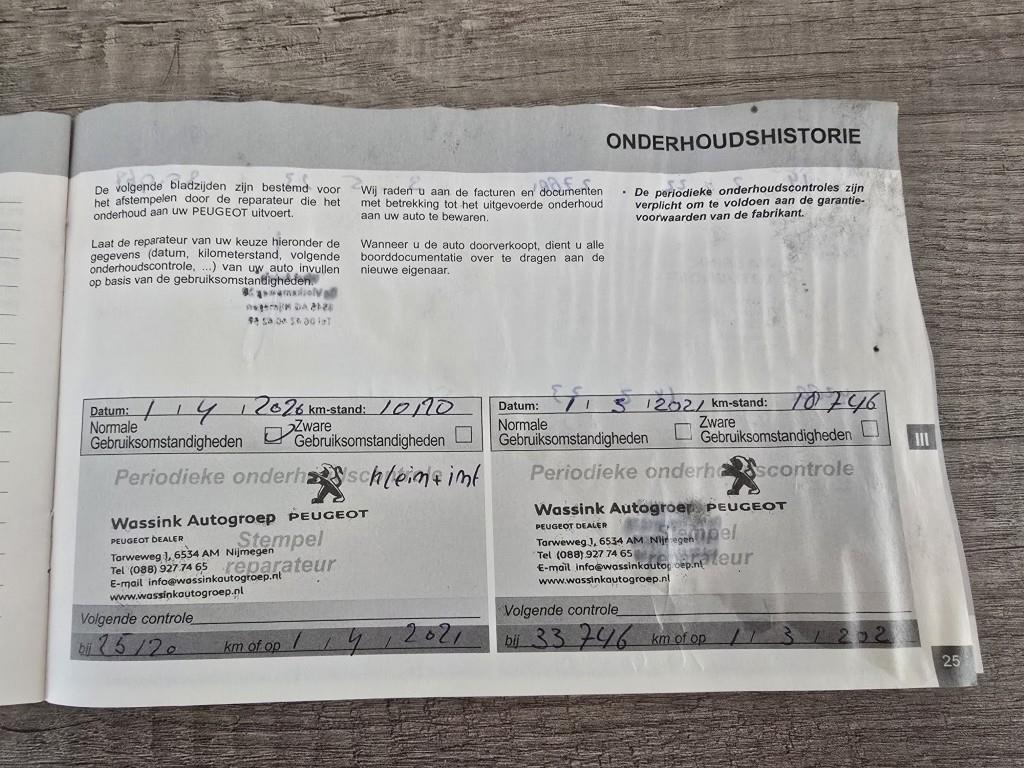 ONDERHOUDSHISTORIE
De volgende bladzijden zijn bestemd voor
het afstempelen door de reparateur die het
onderhoud aan uw PEUGEOT uitvoert.
Laat de reparateur van uw keuze hieronder de
gegevens (datum, kilometerstand, volgende
onderhoudscontrole, ...) van uw auto invullen
op basis van de gebruiksomstandigheden.
Wij raden u aan de facturen en documenten
met betrekking tot het uitgevoerde onderhoud
aan uw auto te bewaren.
Wanneer u de auto doorverkoopt, dient u alle
boorddocumentatie over te dragen aan de
nieuwe eigenaar.
• De periodieke onderhoudscontroles zijn
verplicht om te voldoen aan de garantie-
voorwaarden van de fabrikant.
Datum: 1 , 4 , km-stand:
Normale
Gebruiksomstandigheden
Zware
Gebruiksomstandigheden
Periodieke onderhoudscontrole
klein + int
Wassink Autogroep PEUGEOT
PEUGEOT DEALER
Stempel
Tarweweg 1, 6534 AM Nijmegen
Tel (088) 927 74 65
reparateur
E-mail info@wassinkautogroep.nl
www.wassinkautogroep.nl
Volgende controle
bij km of op 1 , 4 , 2021
Datum: 1 , 3 , 2021 km-stand: 18746
Normale
Gebruiksomstandigheden
Zware
Gebruiksomstandigheden
Periodieke onderhoudscontrole
Wassink Autogroep PEUGEOT
PEUGEOT DEALER
Stempel
Tarweweg 1, 6534 AM Nijmegen
Tel (088) 927 74 65
reparateur
E-mail info@wassinkautogroep.nl
www.wassinkautogroep.nl
Volgende controle
bij 33746 km of op 1 , 3 , 202
III
25